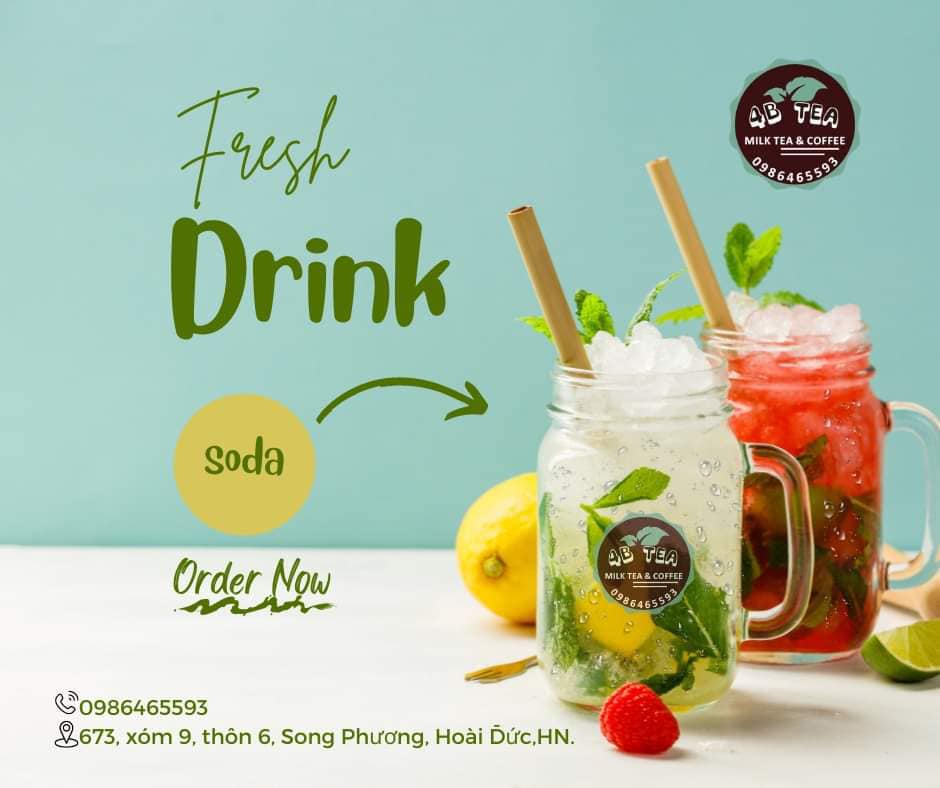 Fresh
Drink
soda
Order Now
4B TEA
MILK TEA & COFFEE
0986465593
4B TEA
MILK TEA & COFFEE
0986465593
0986465593
673, xóm 9, thôn 6, Song Phương, Hoài Đức,HN.